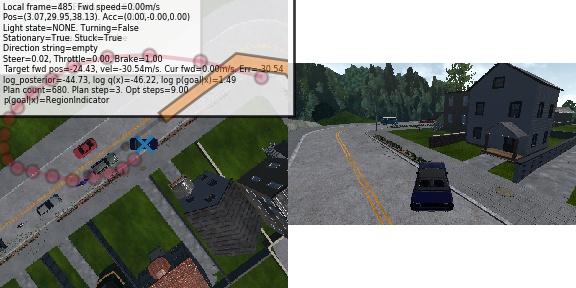 Local frame=485. Fwd speed=0.00m/s
Pos=(3.07,29.95,38.13). Acc=(0.00,-0.00,0.00)
Light state=NONE. Turning=False
Stationary=True. Stuck=True
Direction string=empty
Steer=0.02, Throttle=0.00, Brake=1.00
Target fwd pos=-24.43, vel=-30.54m/s. Cur fwd=0.00m/s. Err=-30.54
log_posterior=-44.73, log q(x)=-46.22, log p(goal|x)=1.49
Plan count=680. Plan step=3. Opt steps=9.00
p(goal|x)=RegionIndicator